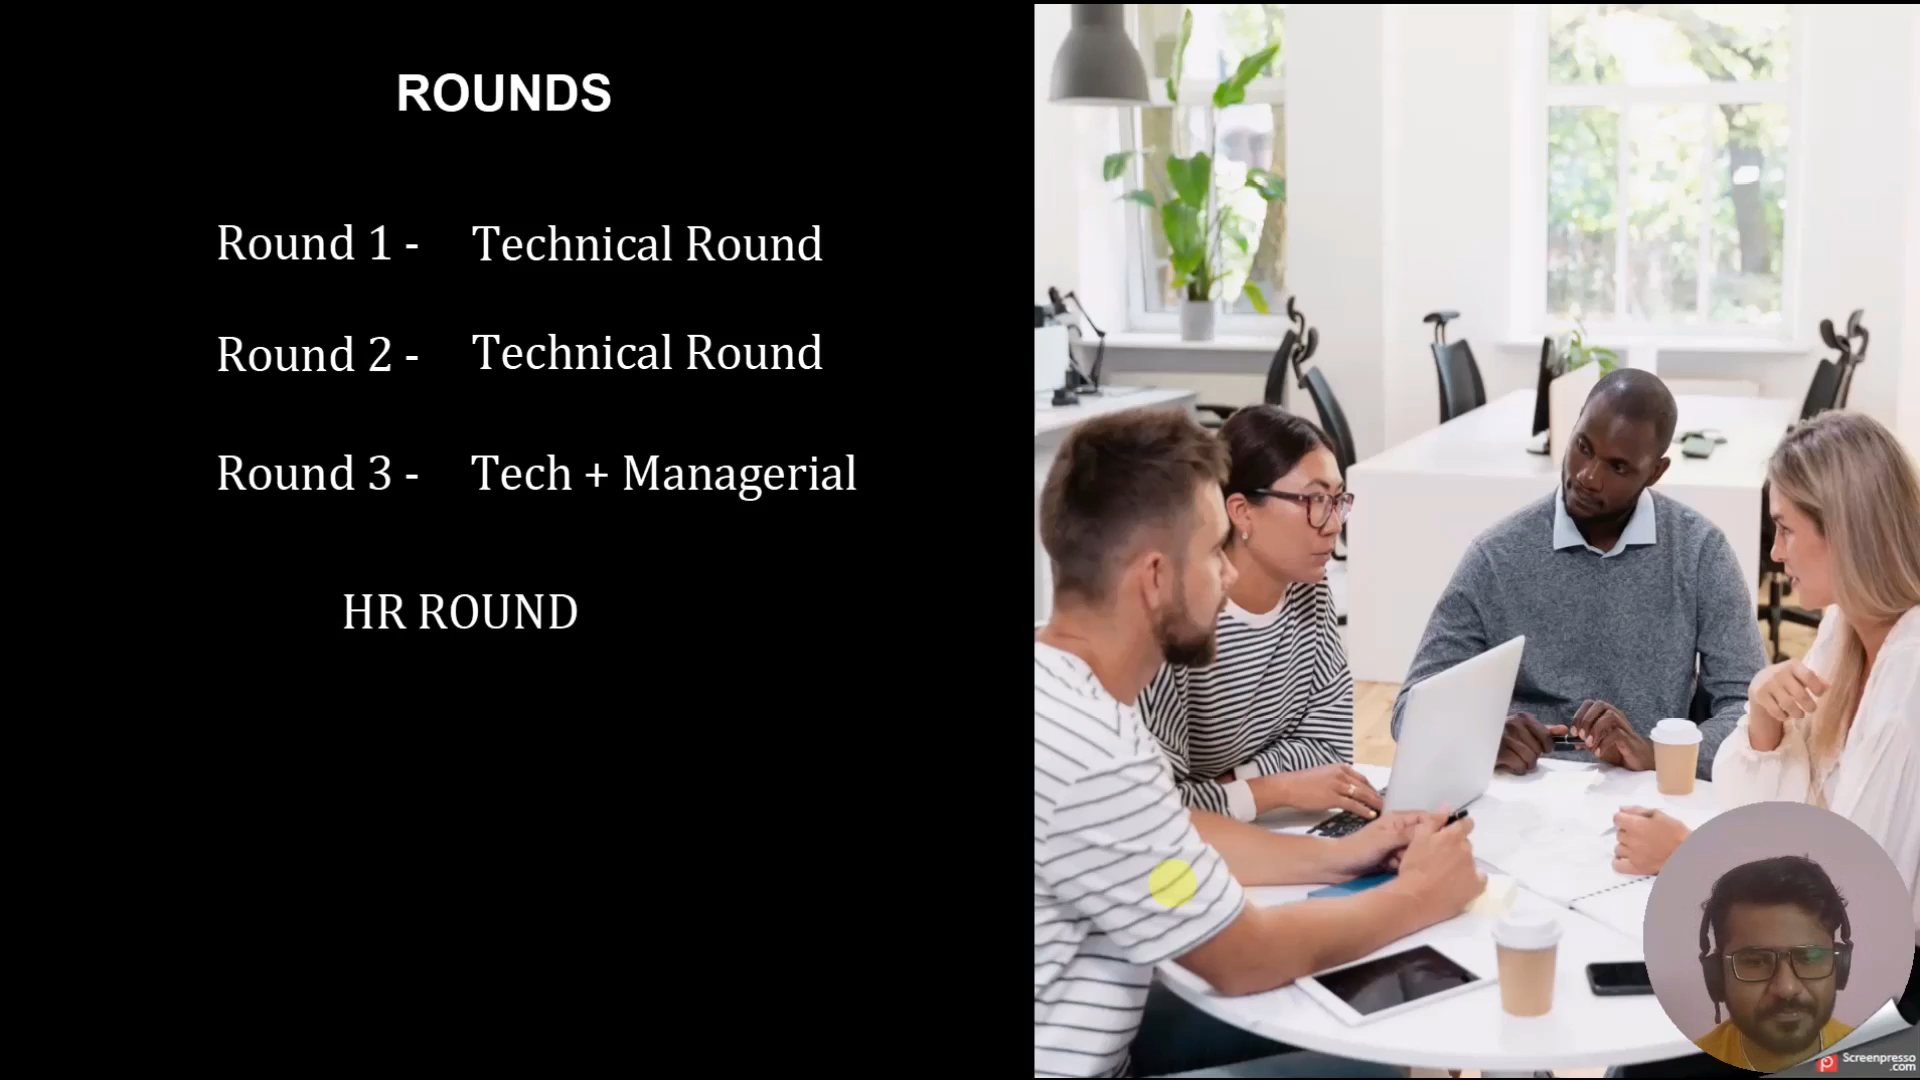 ROUNDS
Round 1 - Technical Round
Round 2 - Technical Round
Round 3 - Tech + Managerial
HR ROUND
Screenpresso
.com